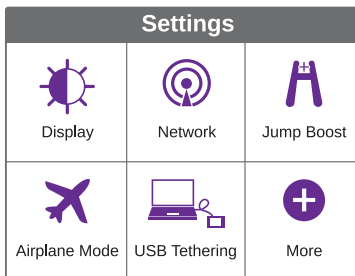 Settings
Display
Network
Jump Boost
Airplane Mode
USB Tethering
More